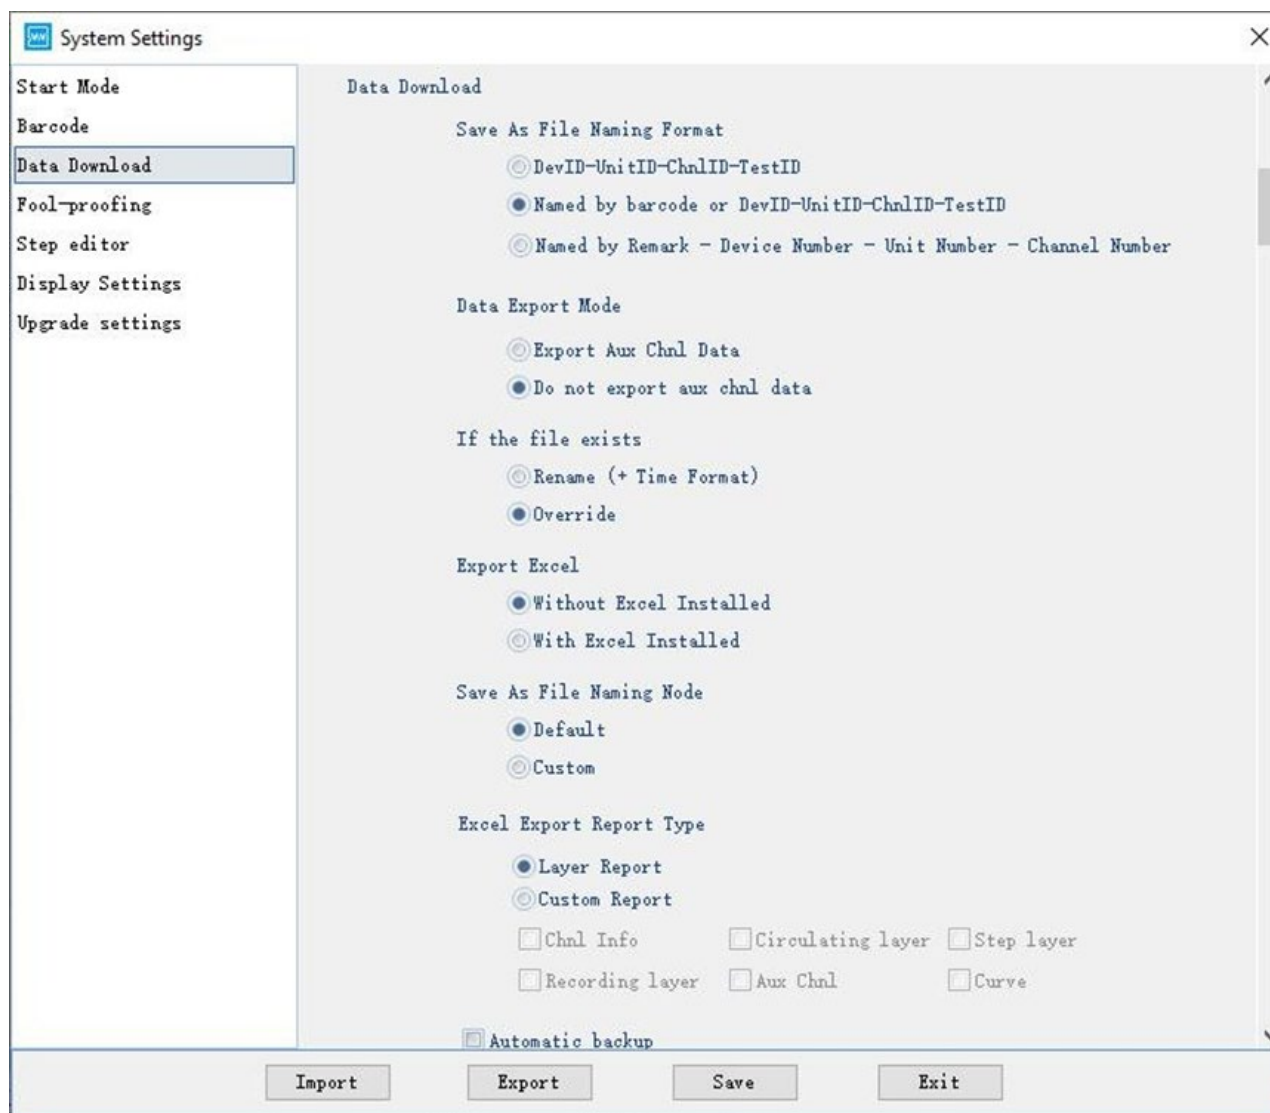 System Settings
Start Mode
Barcode
Data Download
Fool-proofing
Step editor
Display Settings
Upgrade settings
Data Download
Save As File Naming Format
DevID-UnitID-ChnlID-TestID
Named by barcode or DevID-UnitID-ChnlID-TestID
Named by Remark - Device Number - Unit Number - Channel Number
Data Export Mode
Export Aux Chnl Data
Do not export aux chnl data
If the file exists
Rename (+ Time Format)
Override
Export Excel
Without Excel Installed
With Excel Installed
Save As File Naming Node
Default
Custom
Excel Export Report Type
Layer Report
Custom Report
Chnl Info Circulating layer Step layer
Recording layer Aux Chnl Curve
Automatic backup
Import Export Save Exit